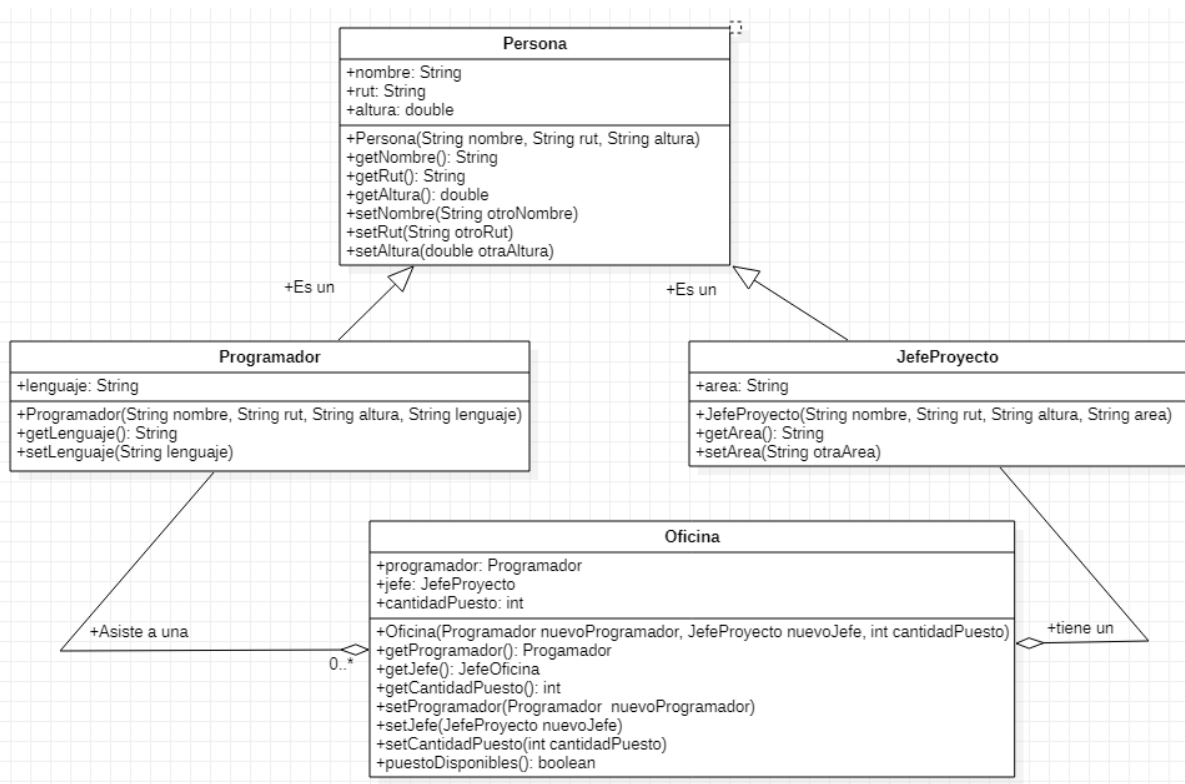 Persona
+nombre: String
+rut: String
+altura: double
+Persona(String nombre, String rut, String altura)
+getNombre(): String
+getRut(): String
+getAltura(): double
+setNombre(String otroNombre)
+setRut(String otroRut)
+setAltura(double otraAltura)
+Es un
+Es un
Programador
+lenguaje: String
+Programador(String nombre, String rut, String altura, String lenguaje)
+getLenguaje(): String
+setLenguaje(String lenguaje)
JefeProyecto
+area: String
+JefeProyecto(String nombre, String rut, String altura, String area)
+getArea(): String
+setArea(String otraArea)
Oficina
+programador: Programador
+jefe: JefeProyecto
+cantidadPuesto: int
+Oficina(Programador nuevoProgramador, JefeProyecto nuevoJefe, int cantidadPuesto)
+getProgramador(): Progamador
+getJefe(): JefeOficina
+getCantidadPuesto(): int
+setProgramador(Programador nuevoProgramador)
+setJefe(JefeProyecto nuevoJefe)
+setCantidadPuesto(int cantidadPuesto)
+puestoDisponibles(): boolean
+Asiste a una
0..*
+tiene un